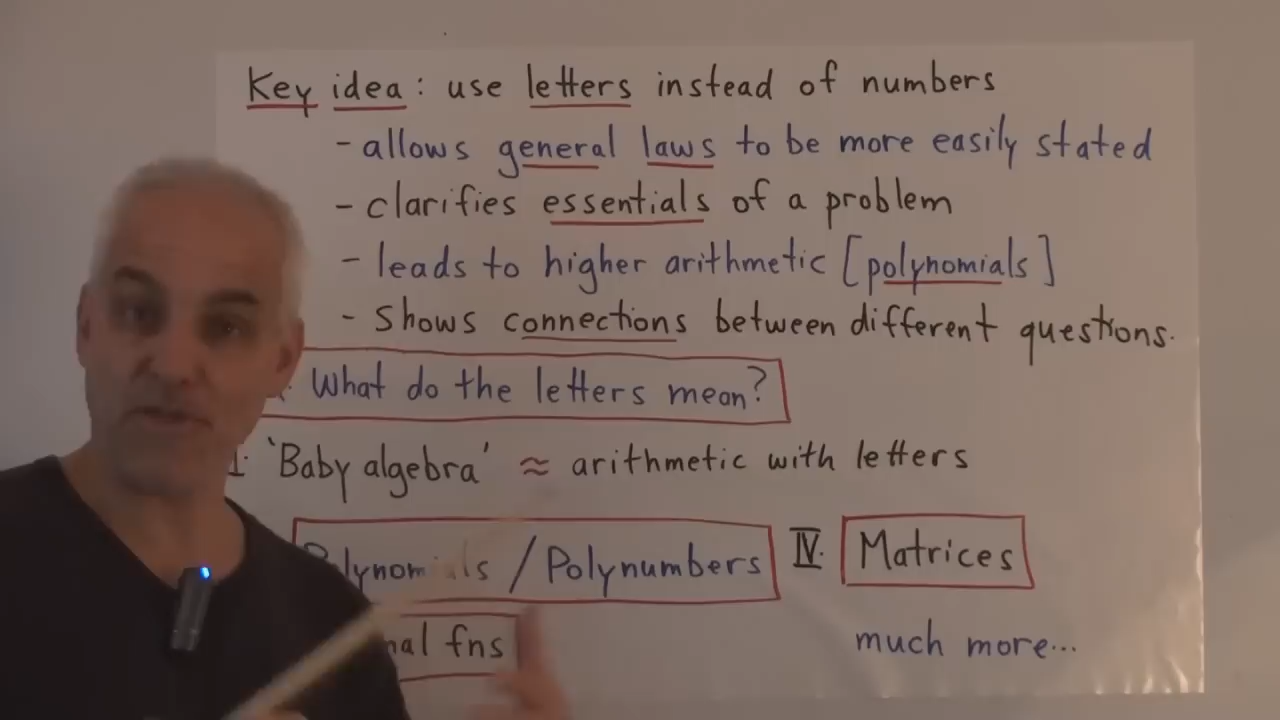 Key idea: use letters instead of numbers
- allows general laws to be more easily stated
- clarifies essentials of a problem
- leads to higher arithmetic [polynomials]
- shows connections between different questions.
What do the letters mean?
I. 'Baby algebra' ≈ arithmetic with letters
Polynomials / Polynumbers IV. Matrices
fns much more...